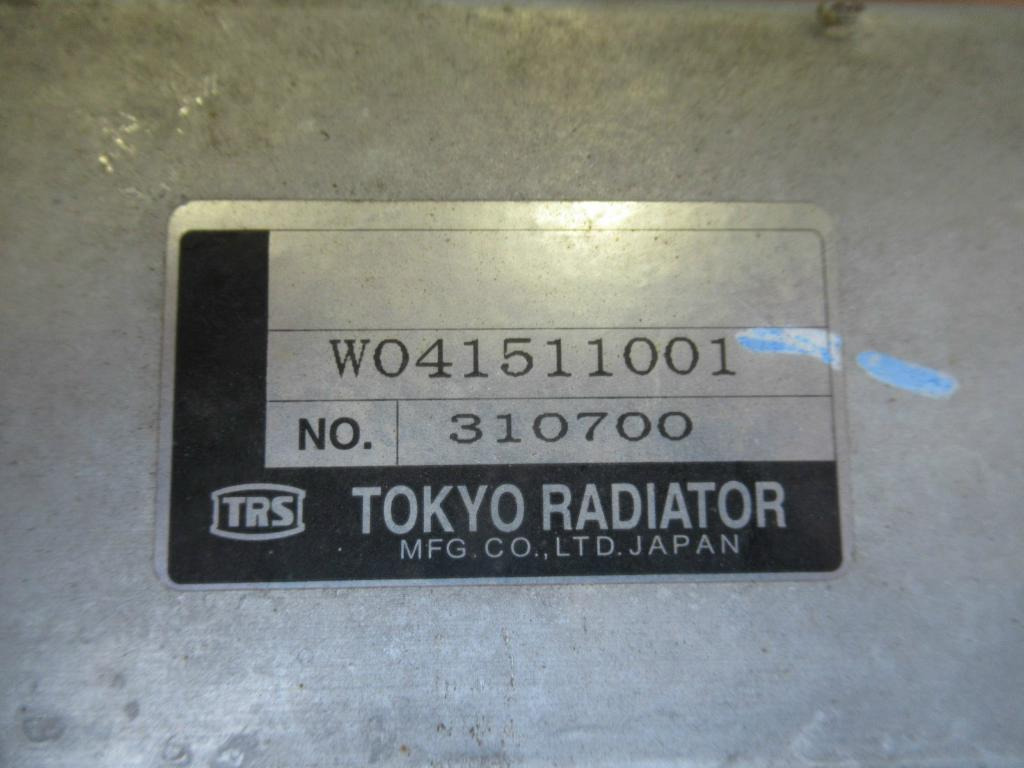 W041511001
NO. 310700
TRS TOKYO RADIATOR
MFG. CO., LTD. JAPAN